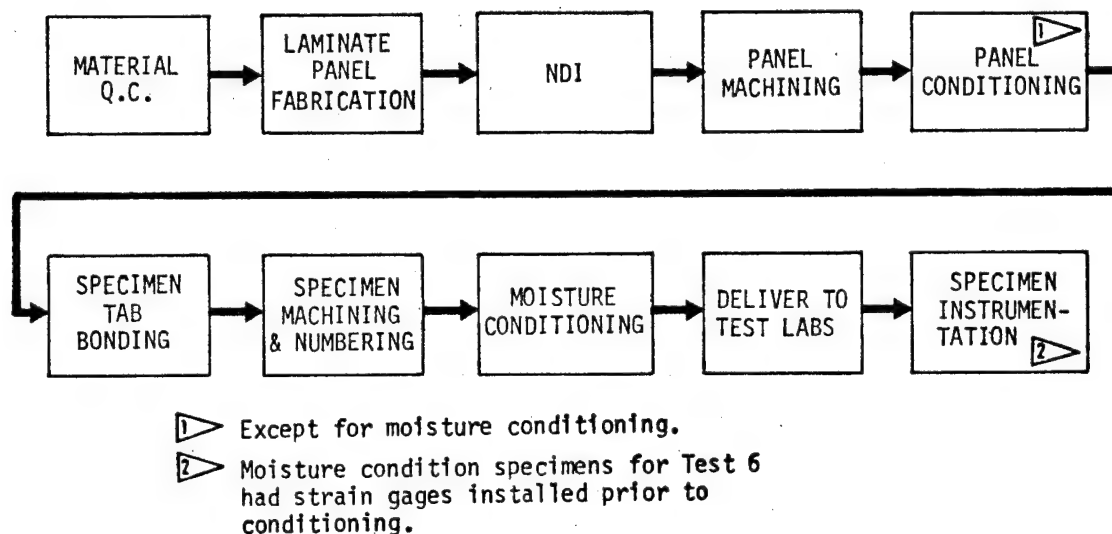 MATERIAL
Q.C.
LAMINATE
PANEL
FABRICATION
NDI
PANEL
MACHINING
1
PANEL
CONDITIONING
SPECIMEN
TAB
BONDING
SPECIMEN
MACHINING
& NUMBERING
MOISTURE
CONDITIONING
DELIVER TO
TEST LABS
SPECIMEN
INSTRUMEN-
TATION
2
1 Except for moisture conditioning.
2 Moisture condition specimens for Test 6
had strain gages installed prior to
conditioning.